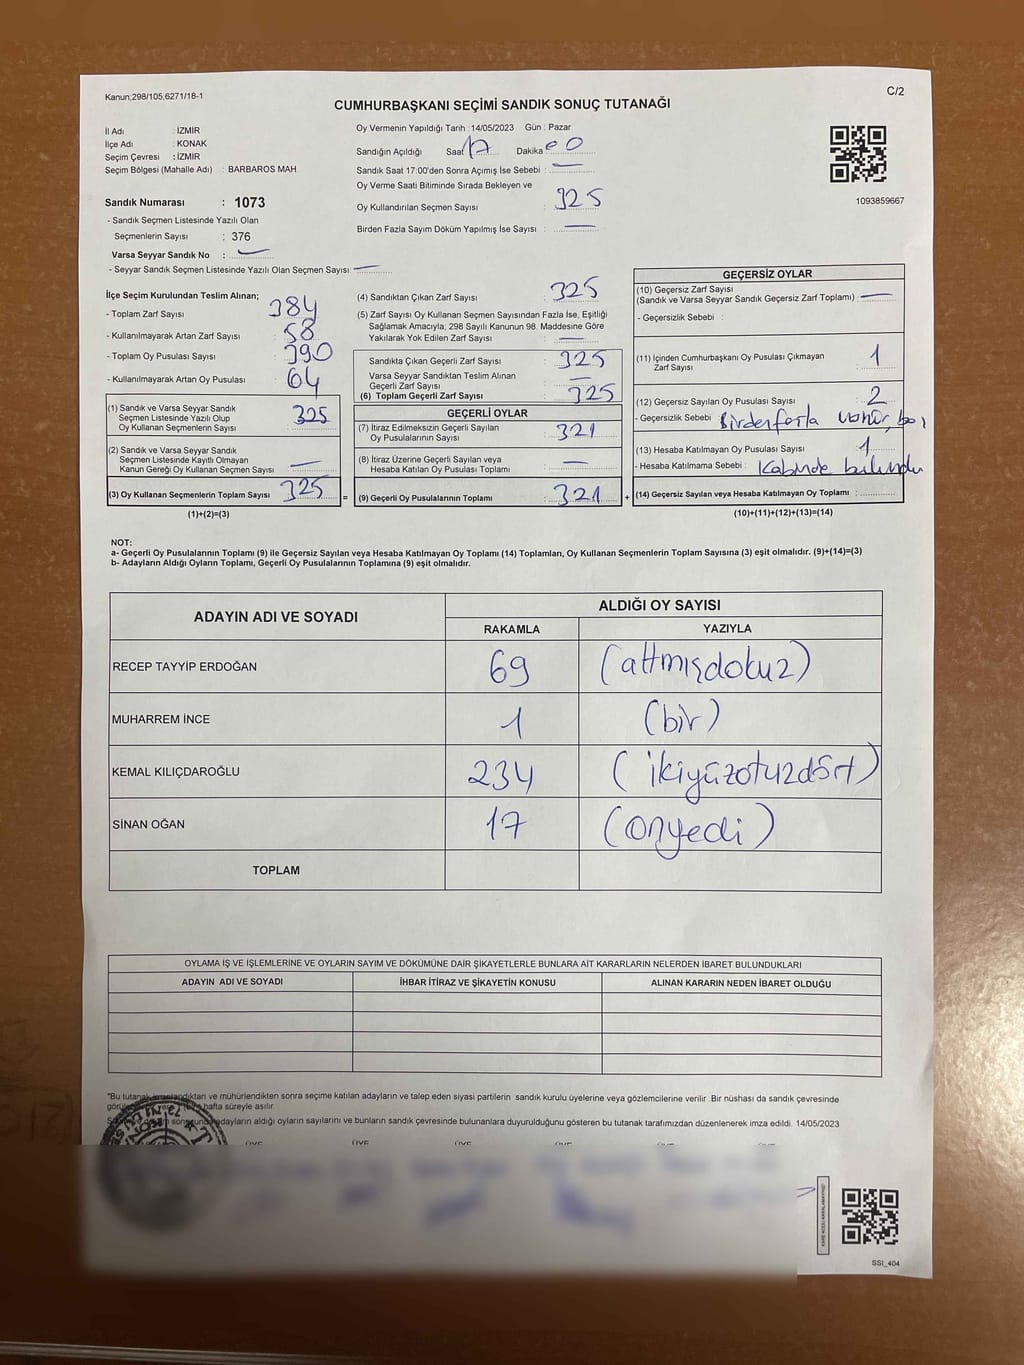 Kanun;298/105,6271/18-1
C/2
CUMHURBAŞKANI SEÇİMİ SANDIK SONUÇ TUTANAĞI
İl Adı : İZMİR
İlçe Adı : KONAK
Seçim Çevresi : İZMİR
Seçim Bölgesi (Mahalle Adı) : BARBAROS MAH
Sandık Numarası : 1073
- Sandık Seçmen Listesinde Yazılı Olan
Seçmenlerin Sayısı : 376
Varsa Seyyar Sandık No : —
- Seyyar Sandık Seçmen Listesinde Yazılı Olan Seçmen Sayısı : —
Oy Vermenin Yapıldığı Tarih : 14/05/2023 Gün : Pazar
Sandığın Açıldığı Saat 17 Dakika 00
Sandık Saat 17:00'den Sonra Açımış İse Sebebi : —
Oy Verme Saati Bitiminde Sırada Bekleyen ve
Oy Kullandırılan Seçmen Sayısı : 325
Birden Fazla Sayım Döküm Yapılmış İse Sayısı : —
1093859667
İlçe Seçim Kurulundan Teslim Alınan;
- Toplam Zarf Sayısı : 384
- Kullanılmayarak Artan Zarf Sayısı : 58
- Toplam Oy Pusulası Sayısı : 390
- Kullanılmayarak Artan Oy Pusulası : 64
(1) Sandık ve Varsa Seyyar Sandık
Seçmen Listesinde Yazılı Olup
Oy Kullanan Seçmenlerin Sayısı : 325
(2) Sandık ve Varsa Seyyar Sandık
Seçmen Listesinde Kayıtlı Olmayan
Kanun Gereği Oy Kullanan Seçmen Sayısı : —
(3) Oy Kullanan Seçmenlerin Toplam Sayısı : 325 =
(1)+(2)=(3)
(4) Sandıktan Çıkan Zarf Sayısı : 325
(5) Zarf Sayısı Oy Kullanan Seçmen Sayısından Fazla İse, Eşitliği
Sağlamak Amacıyla; 298 Sayılı Kanunun 98. Maddesine Göre
Yakılarak Yok Edilen Zarf Sayısı : —
Sandıkta Çıkan Geçerli Zarf Sayısı : 325
Varsa Seyyar Sandıktan Teslim Alınan
Geçerli Zarf Sayısı : —
(6) Toplam Geçerli Zarf Sayısı : 325
GEÇERLİ OYLAR
(7) İtiraz Edilmeksizin Geçerli Sayılan
Oy Pusulalarının Sayısı : 321
(8) İtiraz Üzerine Geçerli Sayılan veya
Hesaba Katılan Oy Pusulası Toplamı : —
(9) Geçerli Oy Pusulalarının Toplamı : 321 +
GEÇERSİZ OYLAR
(10) Geçersiz Zarf Sayısı
(Sandık ve Varsa Seyyar Sandık Geçersiz Zarf Toplamı) : —
- Geçersizlik Sebebi :
(11) İçinden Cumhurbaşkanı Oy Pusulası Çıkmayan
Zarf Sayısı : 1
(12) Geçersiz Sayılan Oy Pusulası Sayısı : 2
- Geçersizlik Sebebi : Birden fazla
(13) Hesaba Katılmayan Oy Pusulası Sayısı : 1
- Hesaba Katılmama Sebebi : Kabinde bulundu
(14) Geçersiz Sayılan veya Hesaba Katılmayan Oy Toplamı :
(10)+(11)+(12)+(13)=(14)
NOT:
a- Geçerli Oy Pusulalarının Toplamı (9) ile Geçersiz Sayılan veya Hesaba Katılmayan Oy Toplamı (14) Toplamları, Oy Kullanan Seçmenlerin Toplam Sayısına (3) eşit olmalıdır. (9)+(14)=(3)
b- Adayların Aldığı Oyların Toplamı, Geçerli Oy Pusulalarının Toplamına (9) eşit olmalıdır.
ADAYIN ADI VE SOYADI ALDIĞI OY SAYISI
RAKAMLA YAZIYLA
RECEP TAYYİP ERDOĞAN 69 (altmışdokuz)
MUHARREM İNCE 1 (bir)
KEMAL KILIÇDAROĞLU 234 (ikiyüzotuzdört)
SİNAN OĞAN 17 (onyedi)
TOPLAM
OYLAMA İŞ VE İŞLEMLERİNE VE OYLARIN SAYIM VE DÖKÜMÜNE DAİR ŞİKAYETLERLE BUNLARA AİT KARARLARIN NELERDEN İBARET BULUNDUKLARI
ADAYIN ADI VE SOYADI İHBAR İTİRAZ VE ŞİKAYETİN KONUSU ALINAN KARARIN NEDEN İBARET OLDUĞU
"Bu tutanak ve mühürlendikten sonra seçime katılan adayların ve talep eden siyasi partilerin sandık kurulu üyelerine veya gözlemcilerine verilir. Bir nüshası da sandık çevresinde
hafta süreyle asılır.
adayların aldığı oyların sayılarını ve bunların sandık çevresinde bulunanlara duyurulduğunu gösteren bu tutanak tarafımızdan düzenlenerek imza edildi. 14/05/2023
ÜYE ÜYE ÜYE ÜYE
SSI_404